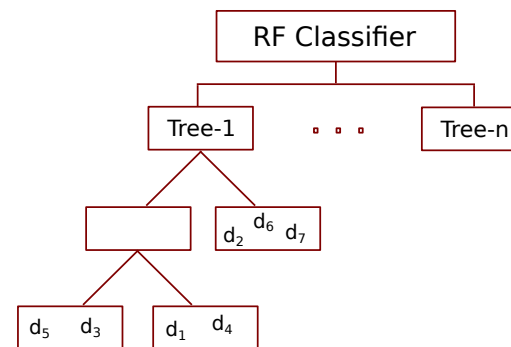 RF Classifier
Tree-1
Tree-n
d₂ d₆ d₇
d₅ d₃
d₁ d₄